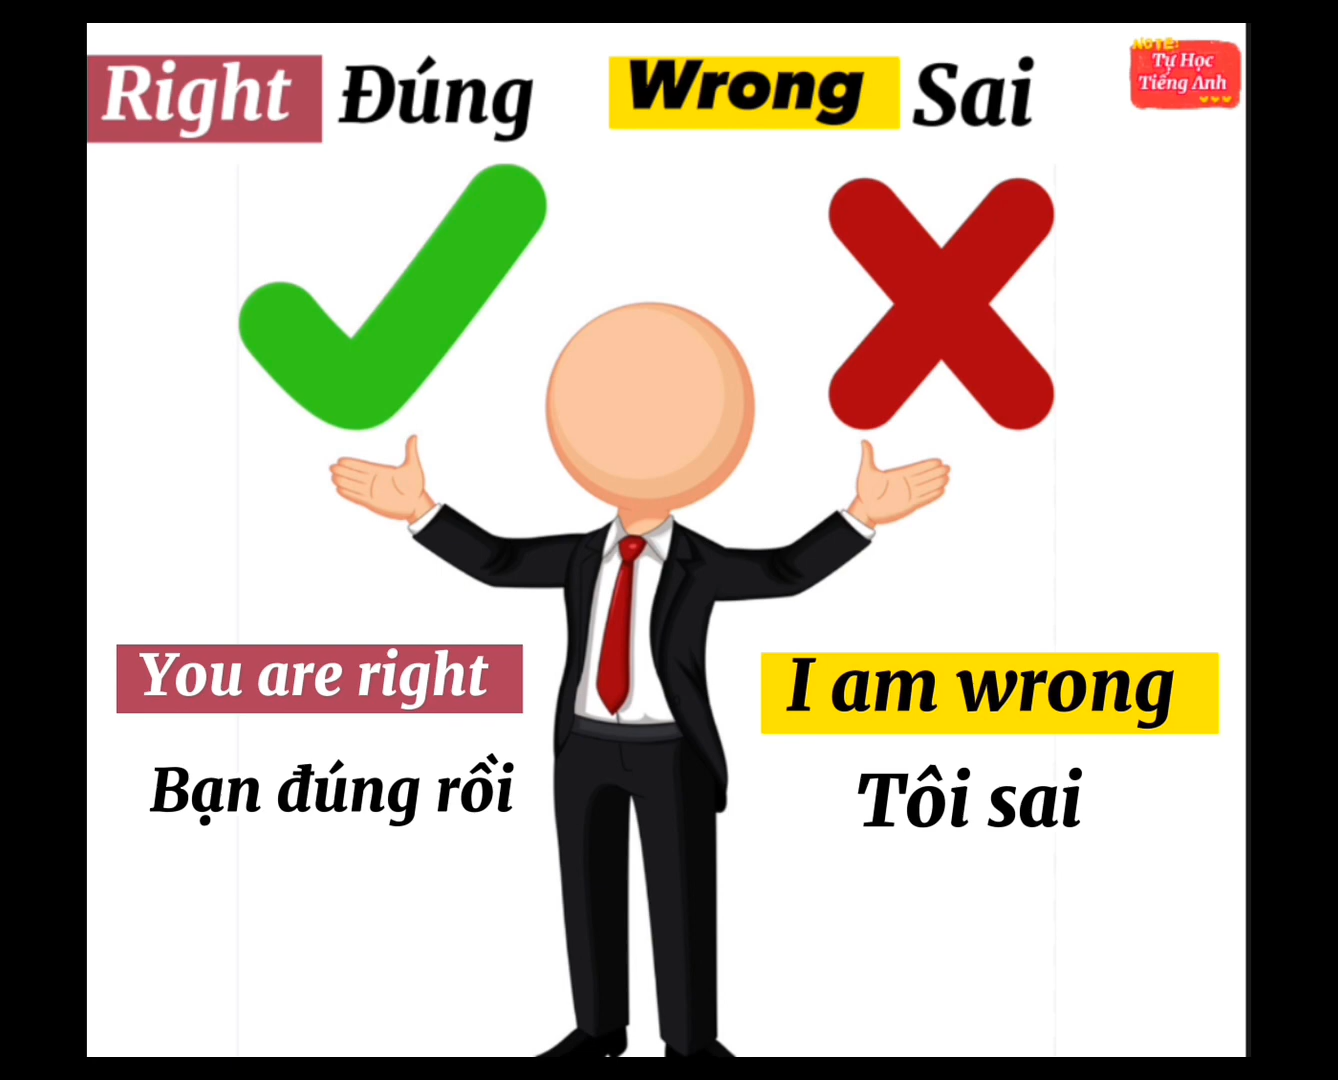 Right Đúng Wrong Sai
NOTE:
Tự Học
Tiếng Anh
You are right
I am wrong
Bạn đúng rồi
Tôi sai